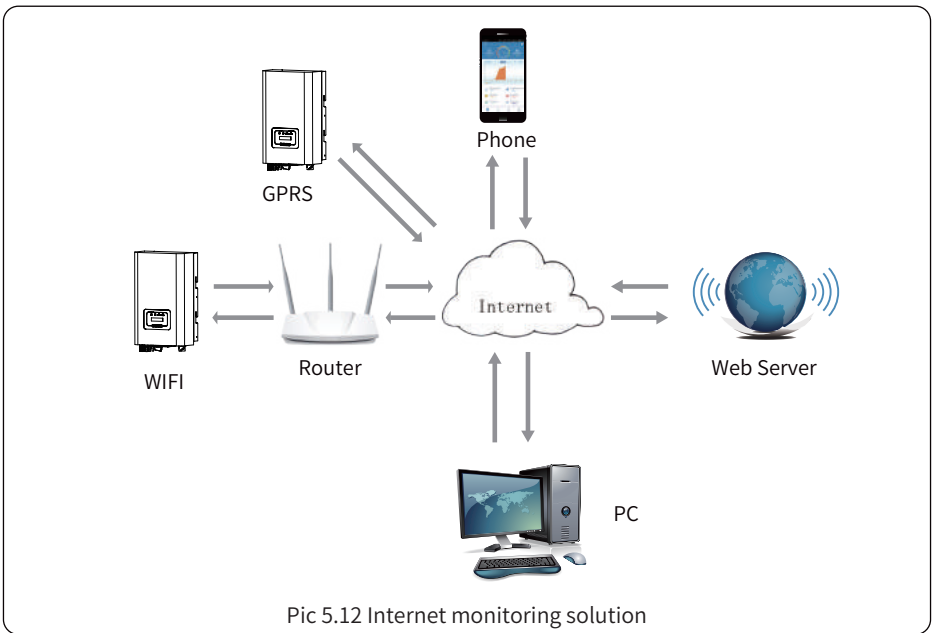 Phone
GPRS
Internet
WIFI
Router
Web Server
PC
Pic 5.12 Internet monitoring solution